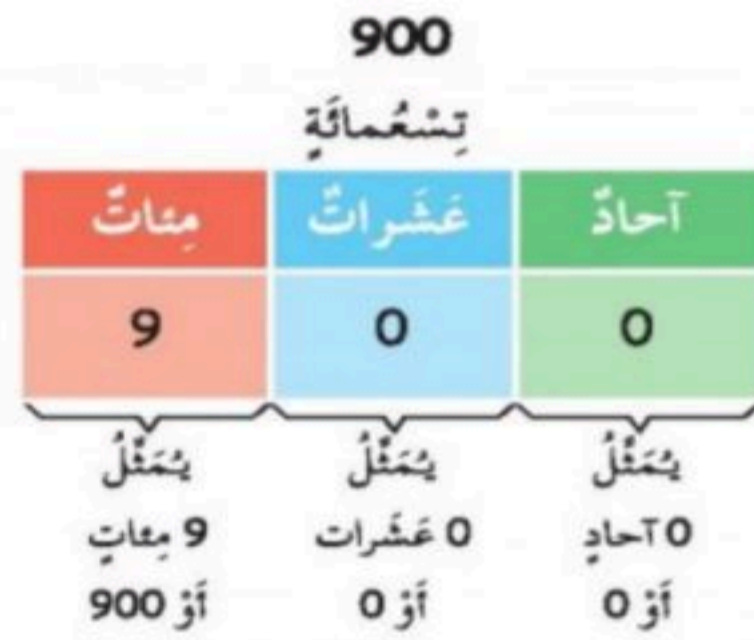 900
تِسْعُمائَةٍ
آحادٌ عَشَراتٌ مِئاتٌ
0 0 9
يُمَثِّلُ يُمَثِّلُ يُمَثِّلُ
0 آحادٍ 0 عَشَرات 9 مِئاتٍ
أَوْ 0 أَوْ 0 أَوْ 900